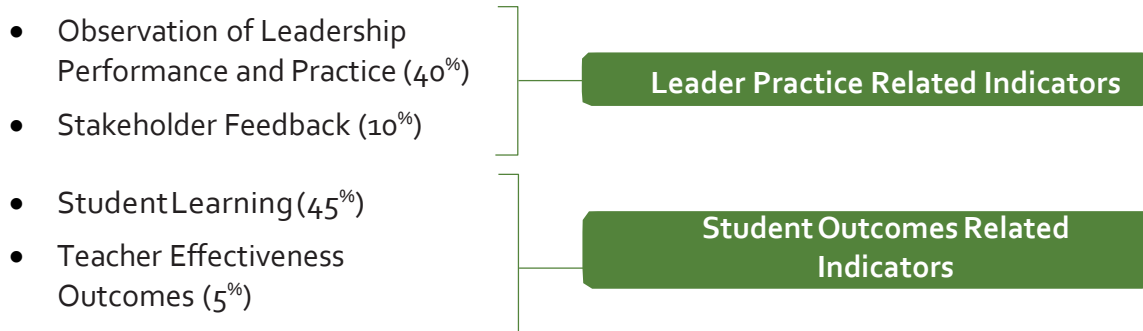 • Observation of Leadership
Performance and Practice (40%)
• Stakeholder Feedback (10%)
Leader Practice Related Indicators
• Student Learning (45%)
• Teacher Effectiveness
Outcomes (5%)
Student Outcomes Related
Indicators